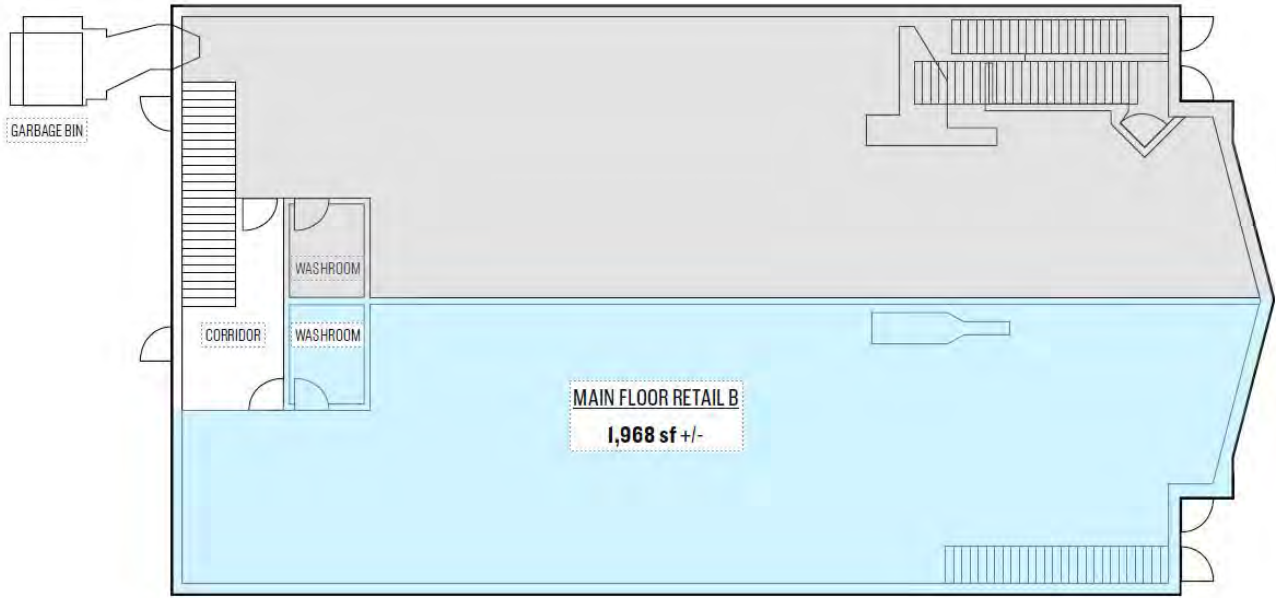 GARBAGE BIN
WASHROOM
CORRIDOR
WASHROOM
MAIN FLOOR RETAIL B
1,968 sf +/-